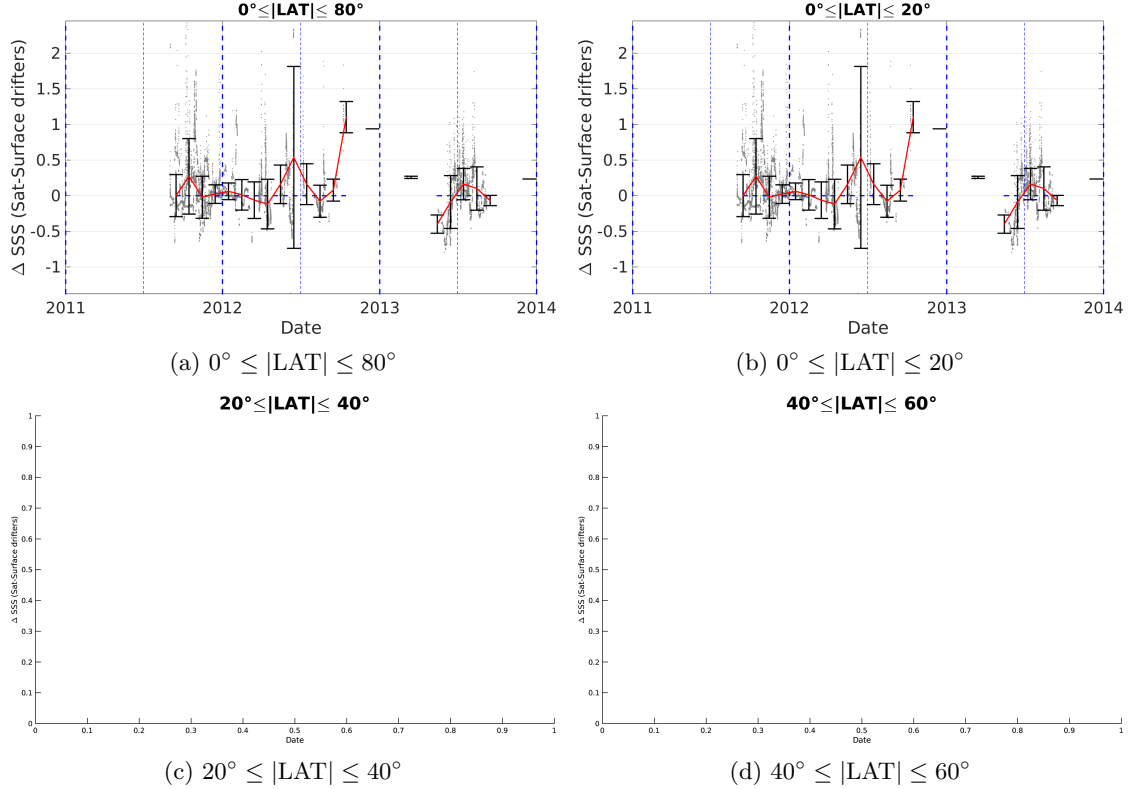 0°≤|LAT|≤ 80°
Δ SSS (Sat-Surface drifters)
2
1.5
1
0.5
0
-0.5
-1
2011 2012 2013 2014
Date
(a) 0° ≤ |LAT| ≤ 80°
0°≤|LAT|≤ 20°
Δ SSS (Sat-Surface drifters)
2
1.5
1
0.5
0
-0.5
-1
2011 2012 2013 2014
Date
(b) 0° ≤ |LAT| ≤ 20°
20°≤|LAT|≤ 40°
Δ SSS (Sat-Surface drifters)
1
0.9
0.8
0.7
0.6
0.5
0.4
0.3
0.2
0.1
0
0 0.1 0.2 0.3 0.4 0.5 0.6 0.7 0.8 0.9 1
Date
(c) 20° ≤ |LAT| ≤ 40°
40°≤|LAT|≤ 60°
Δ SSS (Sat-Surface drifters)
1
0.9
0.8
0.7
0.6
0.5
0.4
0.3
0.2
0.1
0
0 0.1 0.2 0.3 0.4 0.5 0.6 0.7 0.8 0.9 1
Date
(d) 40° ≤ |LAT| ≤ 60°